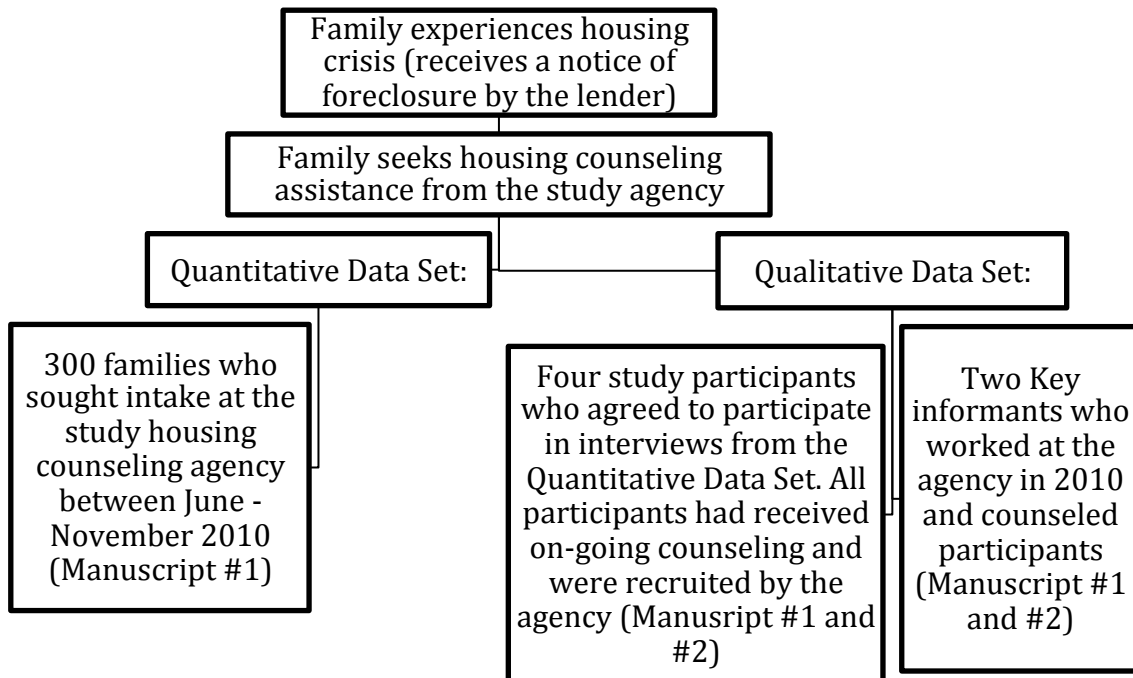 Family experiences housing
crisis (receives a notice of
foreclosure by the lender)
Family seeks housing counseling
assistance from the study agency
Quantitative Data Set:
Qualitative Data Set:
300 families who
sought intake at the
study housing
counseling agency
between June -
November 2010
(Manuscript #1)
Four study participants
who agreed to participate
in interviews from the
Quantitative Data Set. All
participants had received
on-going counseling and
were recruited by the
agency (Manusript #1 and
#2)
Two Key
informants who
worked at the
agency in 2010
and counseled
participants
(Manuscript #1
and #2)